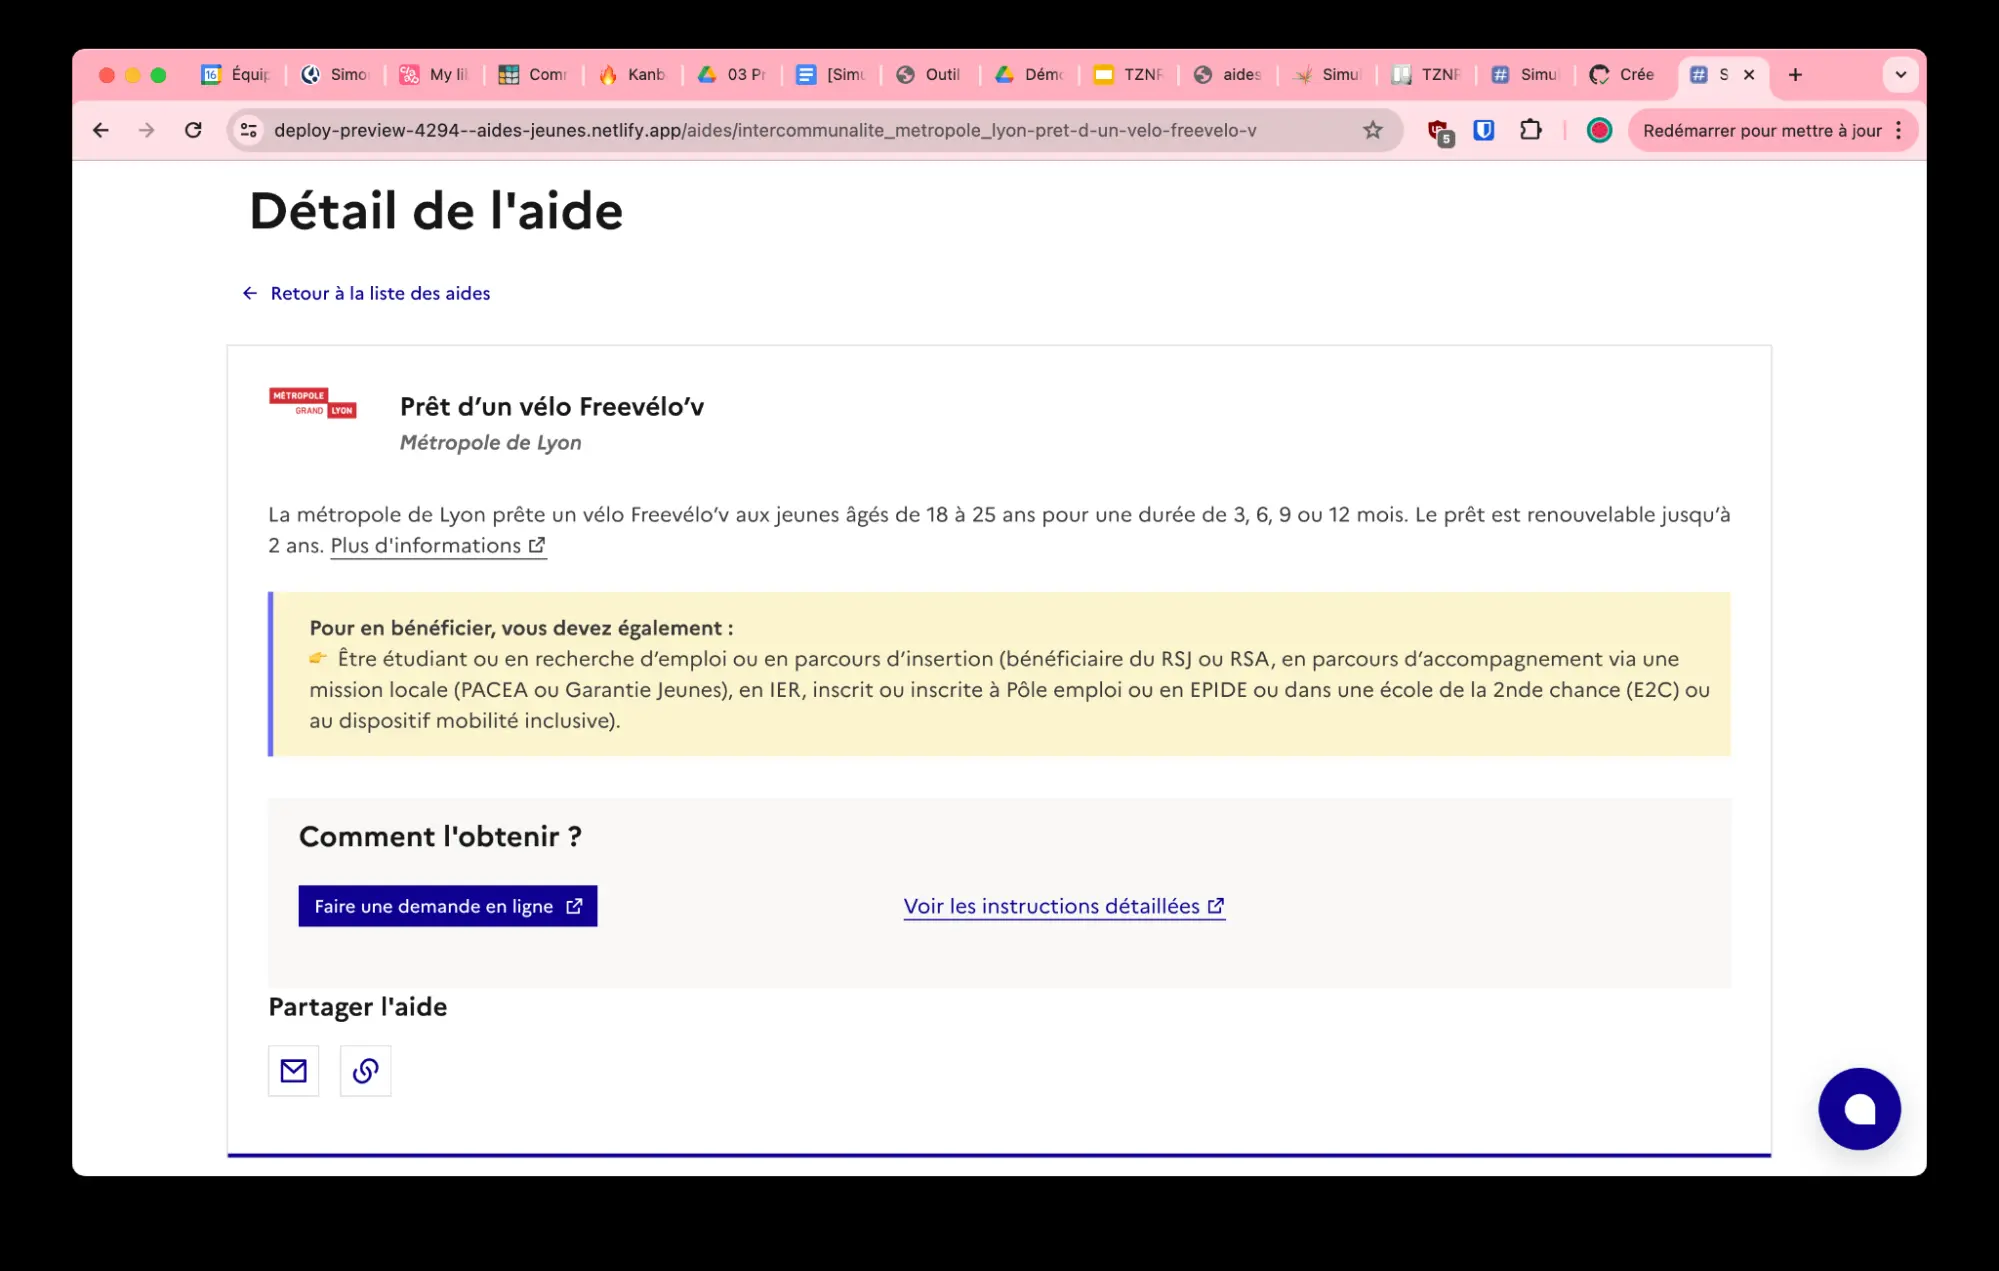 16 Équip Simo My li Comr Kanb 03 Pr [Simu Outil Démo TZNR aides Simul TZNR Simul Crée S
deploy-preview-4294--aides-jeunes.netlify.app/aides/intercommunalite_metropole_lyon-pret-d-un-velo-freevelo-v 5 Redémarrer pour mettre à jour
Détail de l'aide
Retour à la liste des aides
MÉTROPOLE
GRAND LYON
Prêt d’un vélo Freevélo’v
Métropole de Lyon
La métropole de Lyon prête un vélo Freevélo’v aux jeunes âgés de 18 à 25 ans pour une durée de 3, 6, 9 ou 12 mois. Le prêt est renouvelable jusqu’à
2 ans. Plus d'informations
Pour en bénéficier, vous devez également :
👉 Être étudiant ou en recherche d’emploi ou en parcours d’insertion (bénéficiaire du RSJ ou RSA, en parcours d’accompagnement via une
mission locale (PACEA ou Garantie Jeunes), en IER, inscrit ou inscrite à Pôle emploi ou en EPIDE ou dans une école de la 2nde chance (E2C) ou
au dispositif mobilité inclusive).
Comment l'obtenir ?
Faire une demande en ligne
Voir les instructions détaillées
Partager l'aide